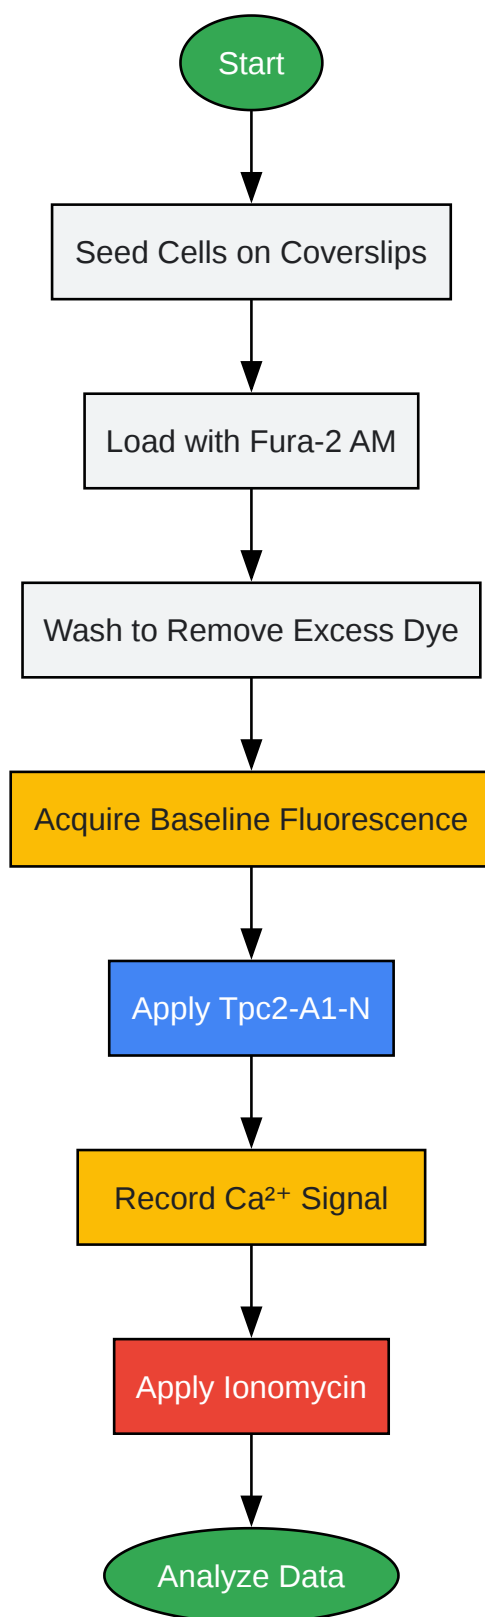 Start
Seed Cells on Coverslips
Load with Fura-2 AM
Wash to Remove Excess Dye
Acquire Baseline Fluorescence
Apply Tpc2-A1-N
Record Ca²⁺ Signal
Apply Ionomycin
Analyze Data